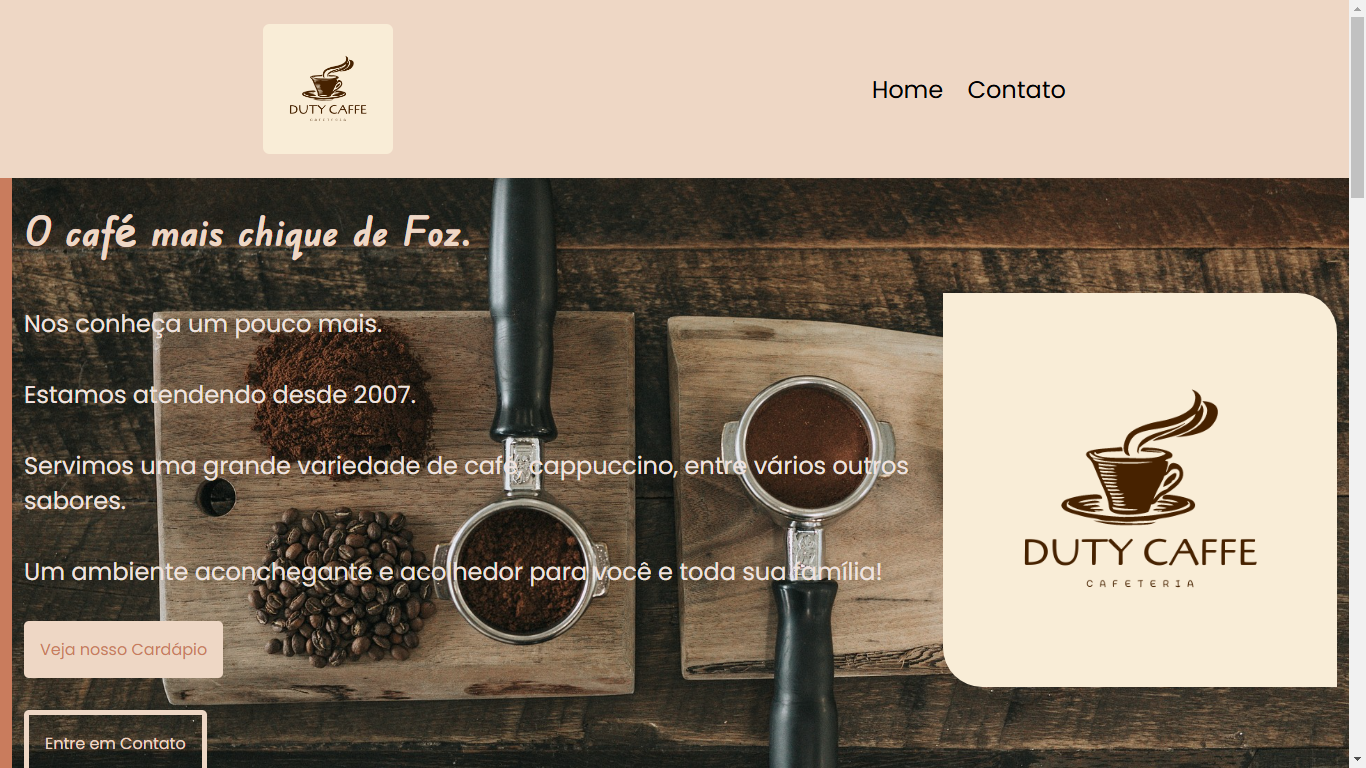 DUTY CAFFE
CAFETERIA
Home Contato
O café mais chique de Foz.
Nos conheça um pouco mais.
Estamos atendendo desde 2007.
Servimos uma grande variedade de café, cappuccino, entre vários outros
sabores.
Um ambiente aconchegante e acolhedor para você e toda sua família!
Veja nosso Cardápio
Entre em Contato
DUTY CAFFE
CAFETERIA